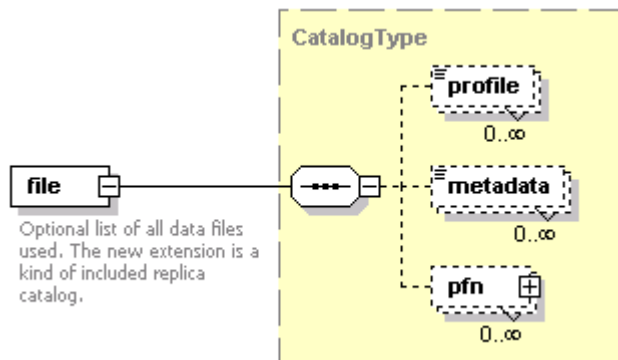 CatalogType
profile
0..∞
file
metadata
0..∞
Optional list of all data files
used. The new extension is a
kind of included replica
catalog.
pfn
0..∞